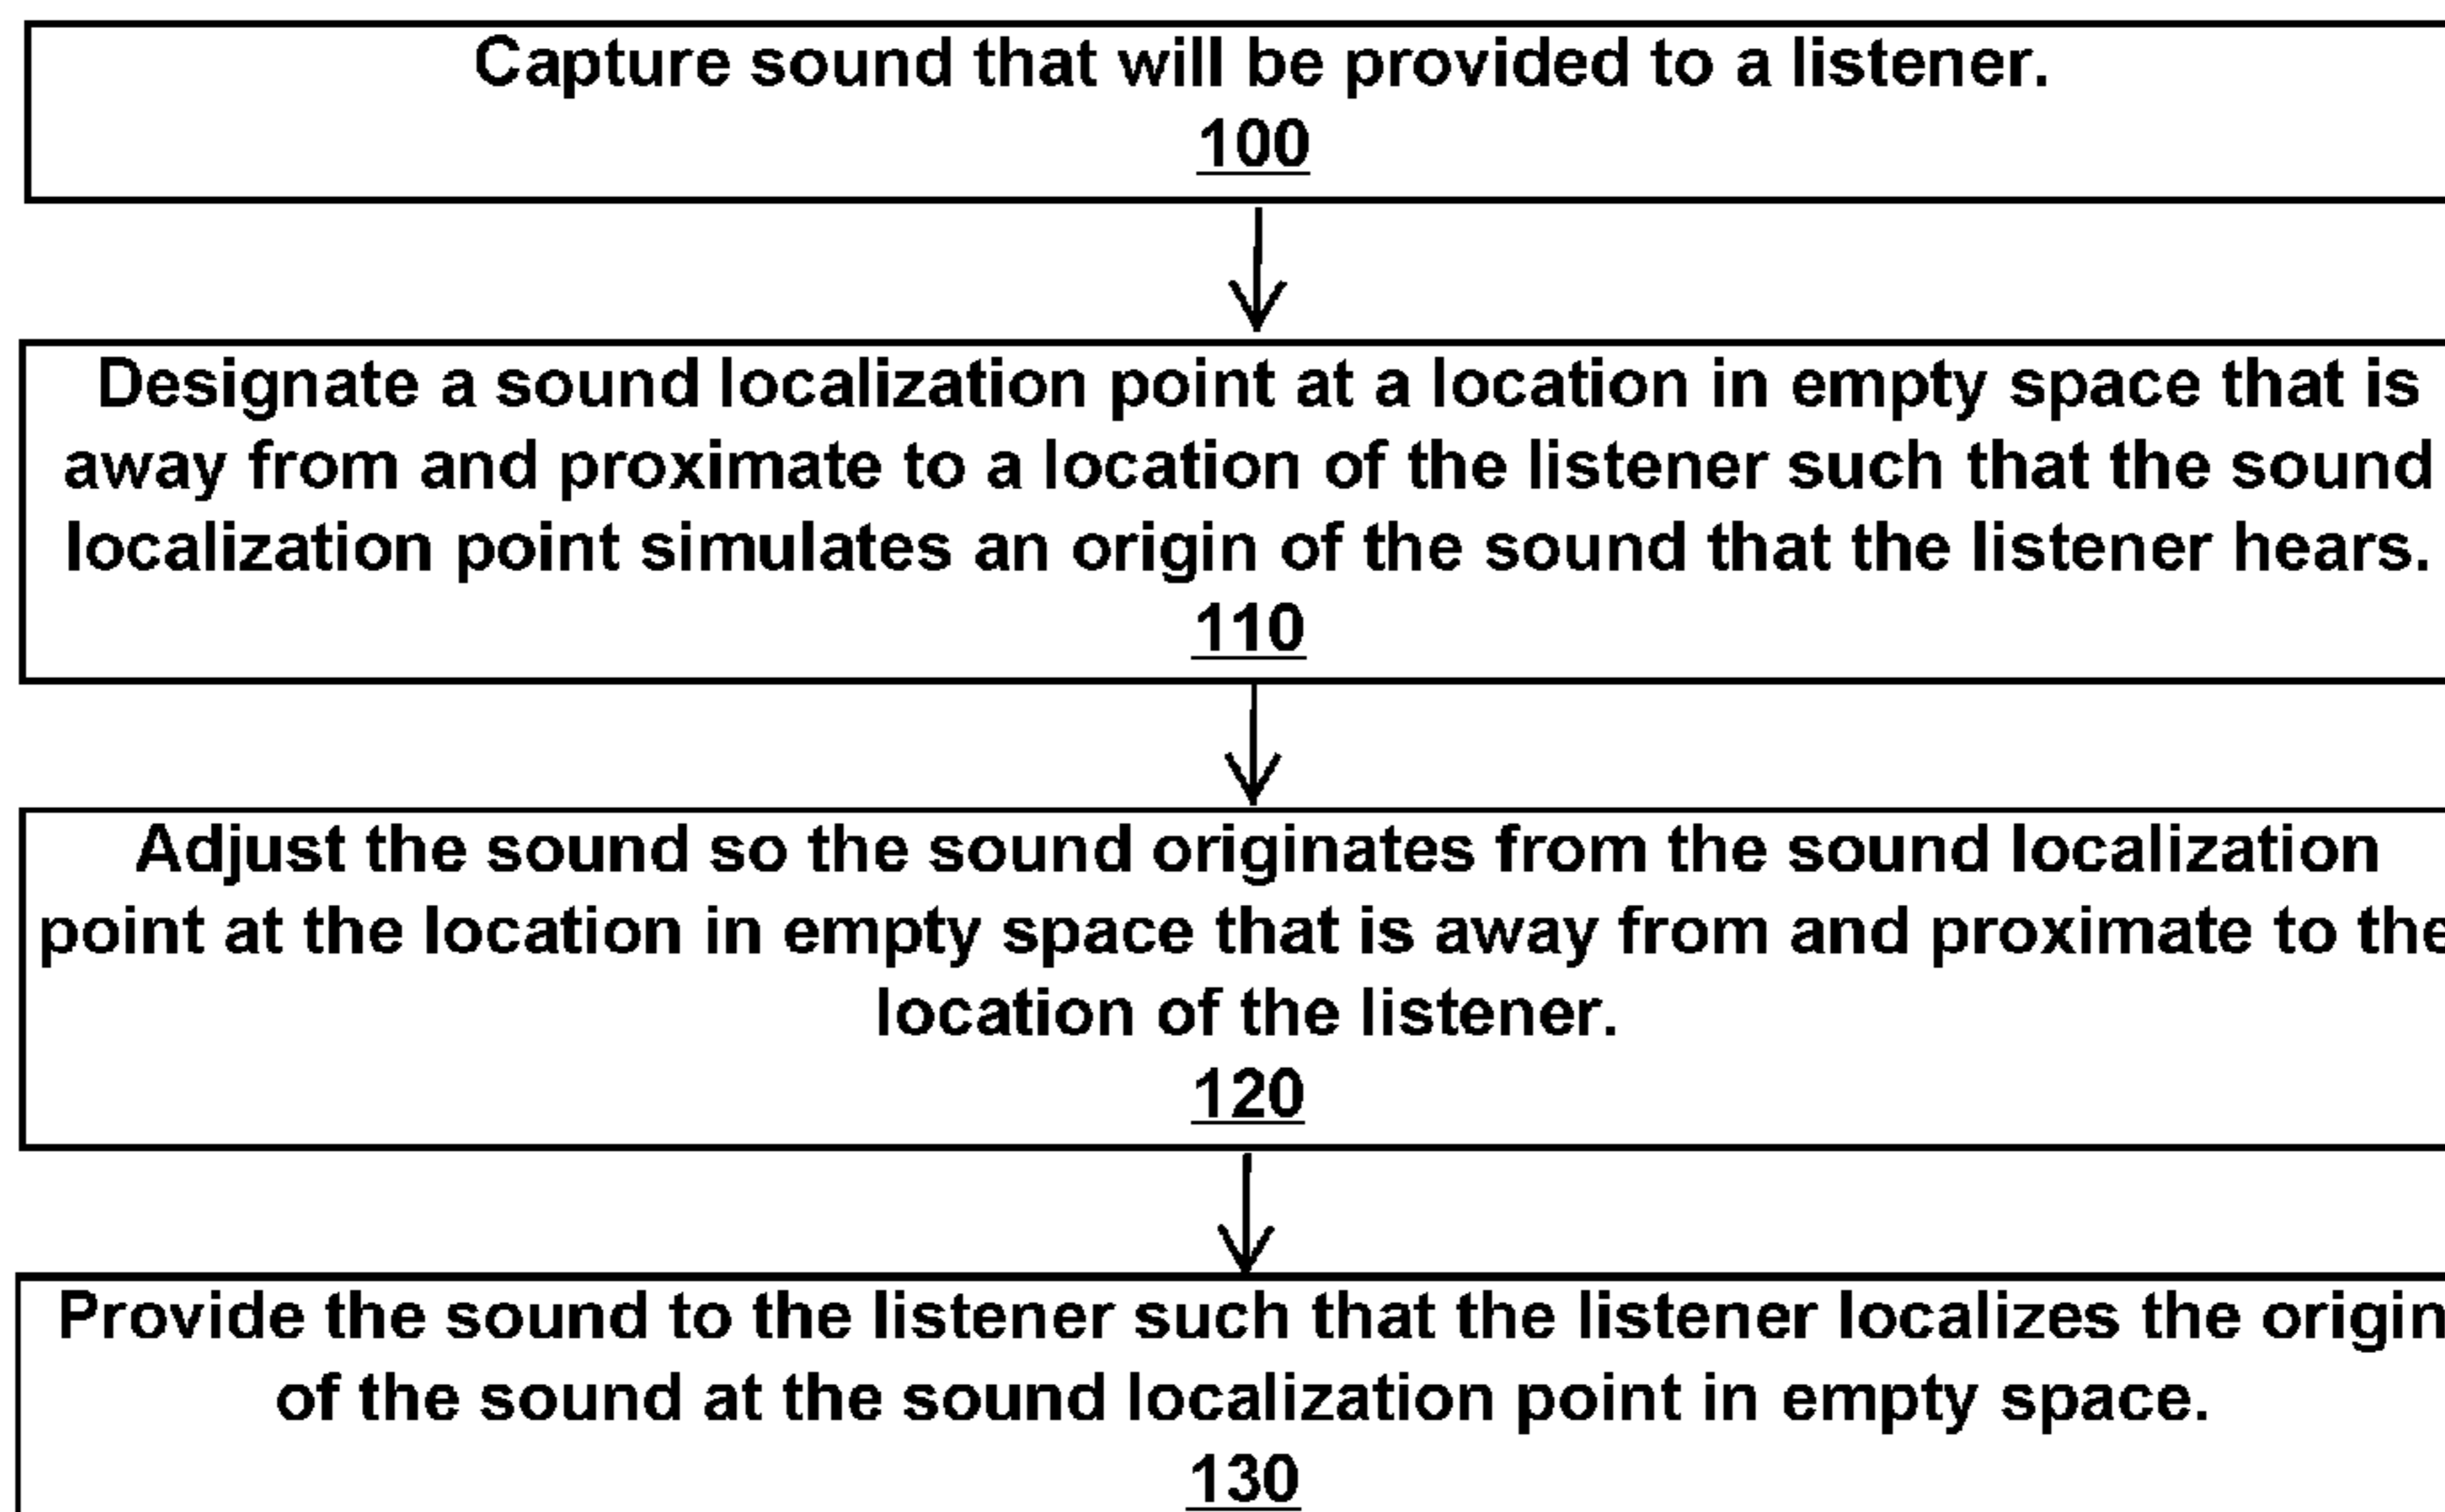 Capture sound that will be provided to a listener.
100
Designate a sound localization point at a location in empty space that is
away from and proximate to a location of the listener such that the sound
localization point simulates an origin of the sound that the listener hears.
110
Adjust the sound so the sound originates from the sound localization
point at the location in empty space that is away from and proximate to the
location of the listener.
120
Provide the sound to the listener such that the listener localizes the origin
of the sound at the sound localization point in empty space.
130